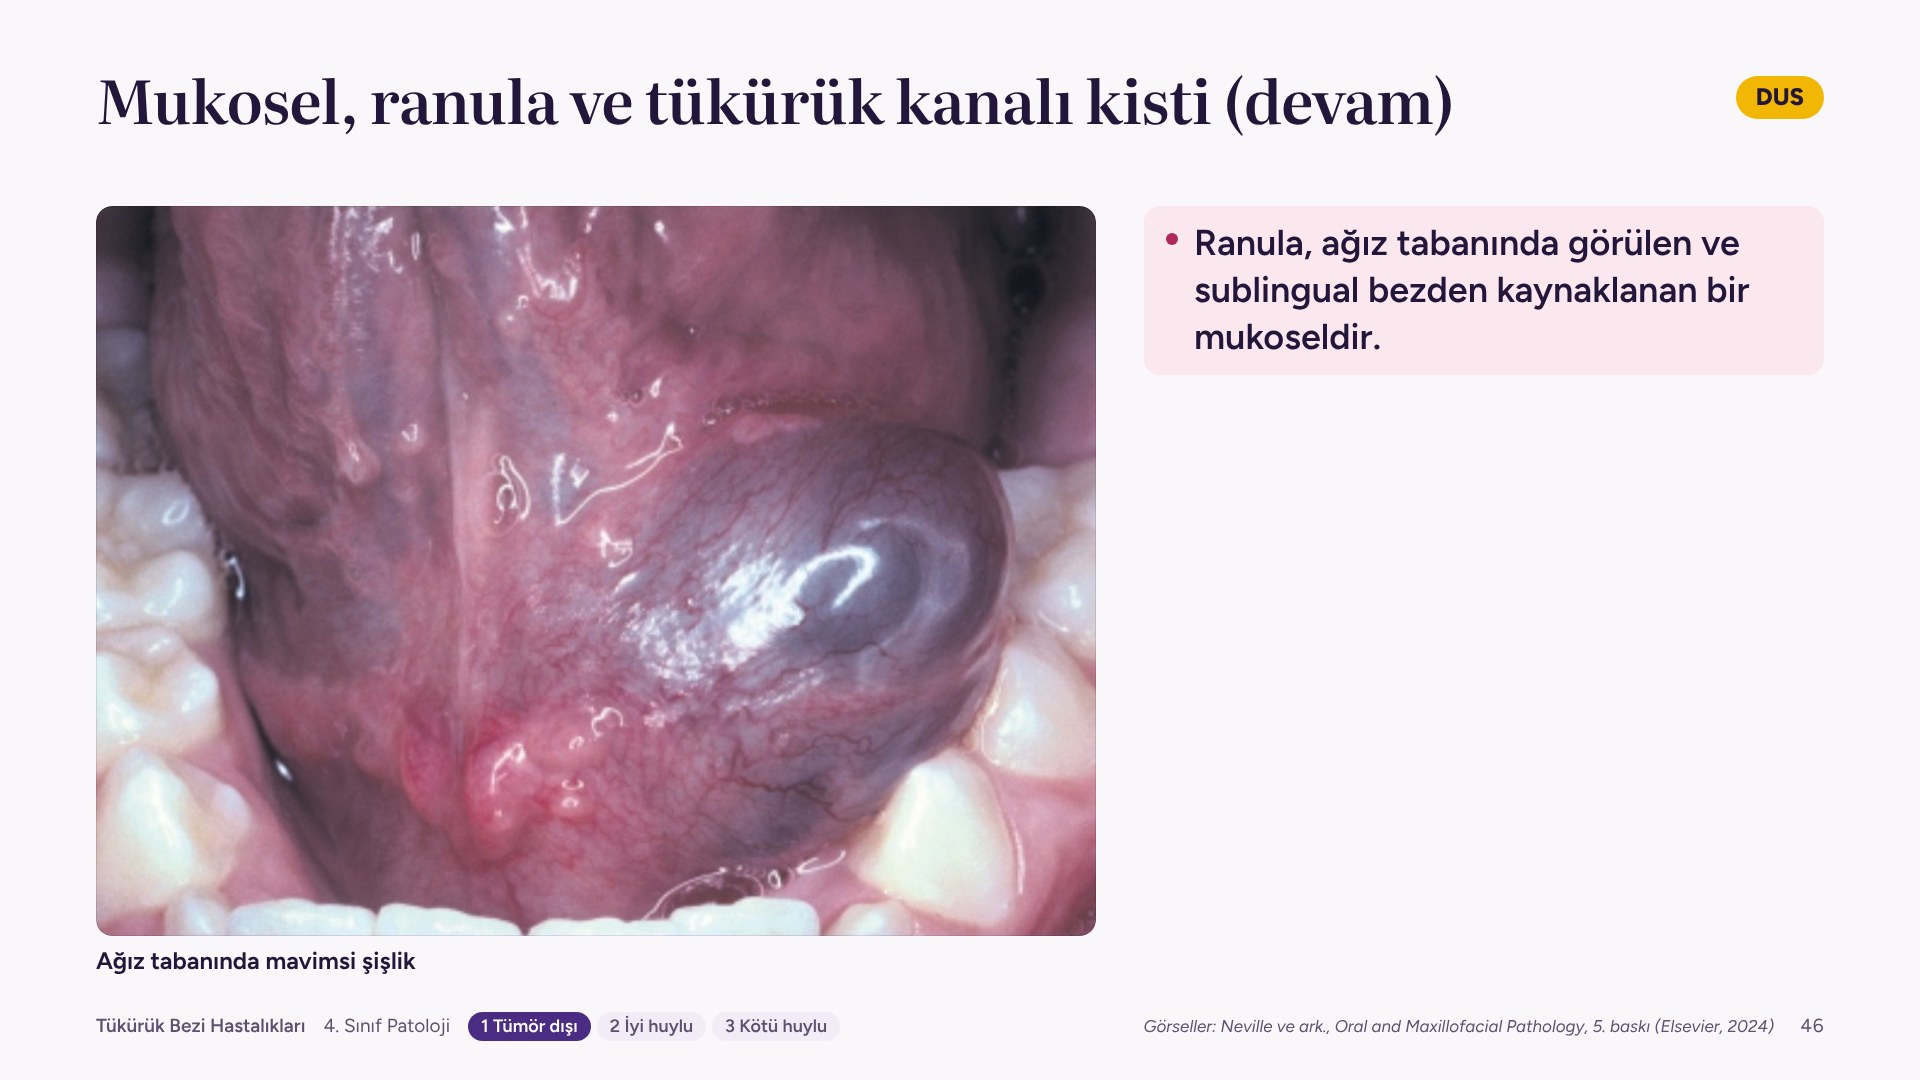 Mukosel, ranula ve tükürük kanalı kisti (devam)
DUS
Ranula, ağız tabanında görülen ve
sublingual bezden kaynaklanan bir
mukoseldir.
Ağız tabanında mavimsi şişlik
Tükürük Bezi Hastalıkları 4. Sınıf Patoloji 1 Tümör dışı 2 İyi huylu 3 Kötü huylu
Görseller: Neville ve ark., Oral and Maxillofacial Pathology, 5. baskı (Elsevier, 2024) 46